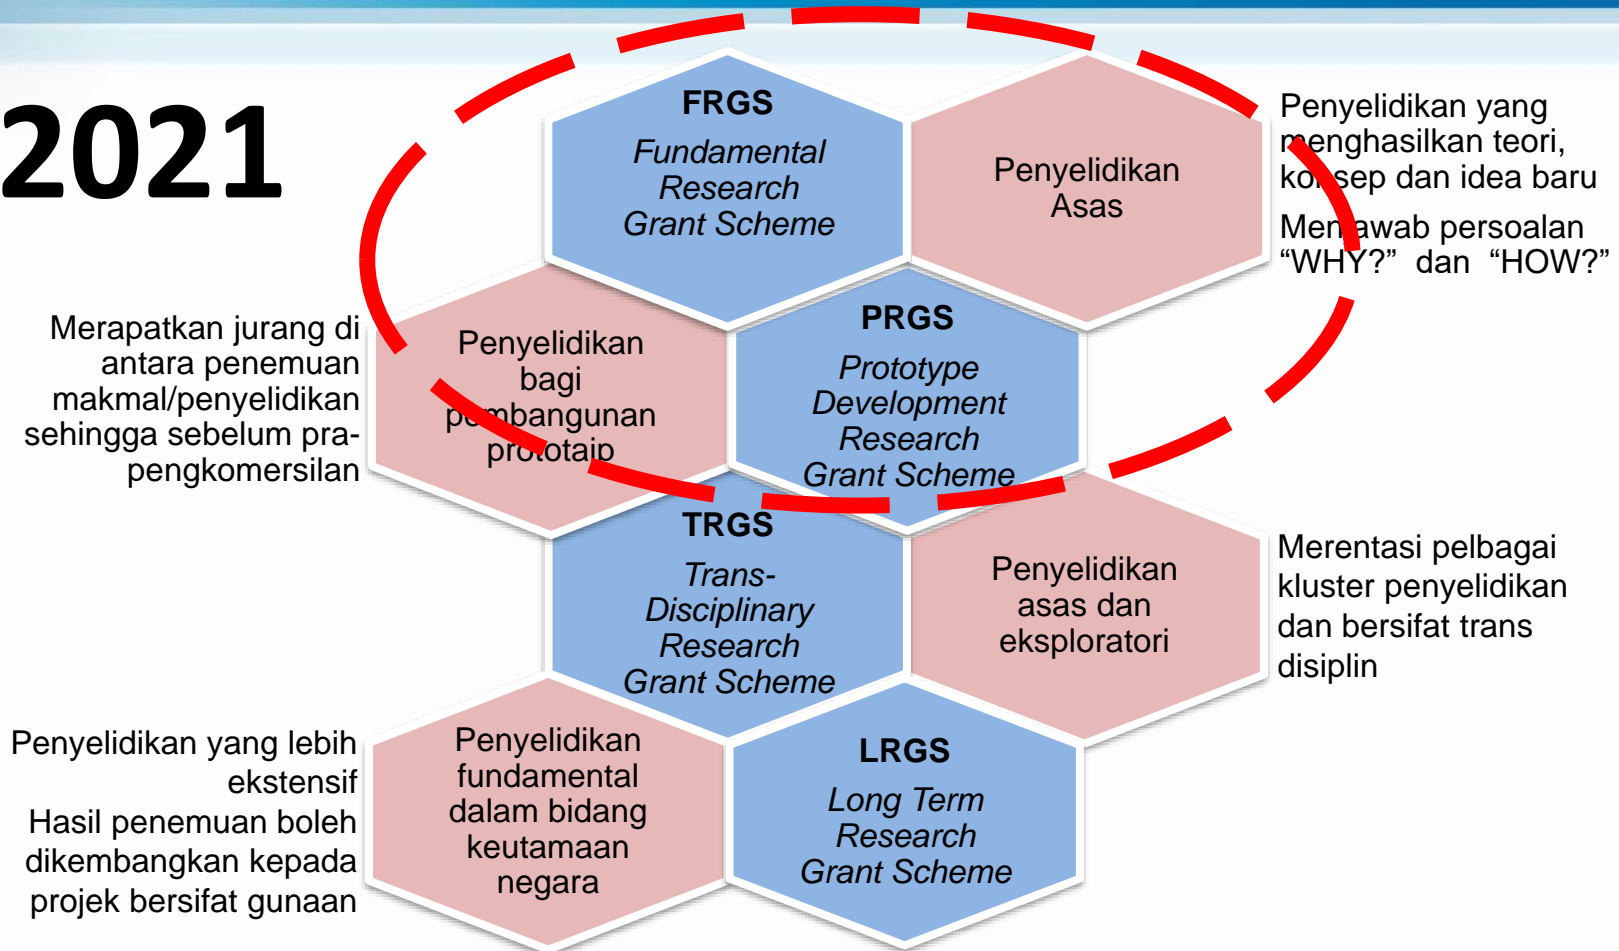 2021
FRGS
Fundamental
Research
Grant Scheme
Penyelidikan
Asas
Penyelidikan yang
menghasilkan teori,
konsep dan idea baru
Menjawab persoalan
“WHY?” dan “HOW?”
Merapatkan jurang di
antara penemuan
makmal/penyelidikan
sehingga sebelum pra-
pengkomersilan
Penyelidikan
bagi
pembangunan
prototaip
PRGS
Prototype
Development
Research
Grant Scheme
TRGS
Trans-
Disciplinary
Research
Grant Scheme
Penyelidikan
asas dan
eksploratori
Merentasi pelbagai
kluster penyelidikan
dan bersifat trans
disiplin
Penyelidikan yang lebih
ekstensif
Hasil penemuan boleh
dikembangkan kepada
projek bersifat gunaan
Penyelidikan
fundamental
dalam bidang
keutamaan
negara
LRGS
Long Term
Research
Grant Scheme